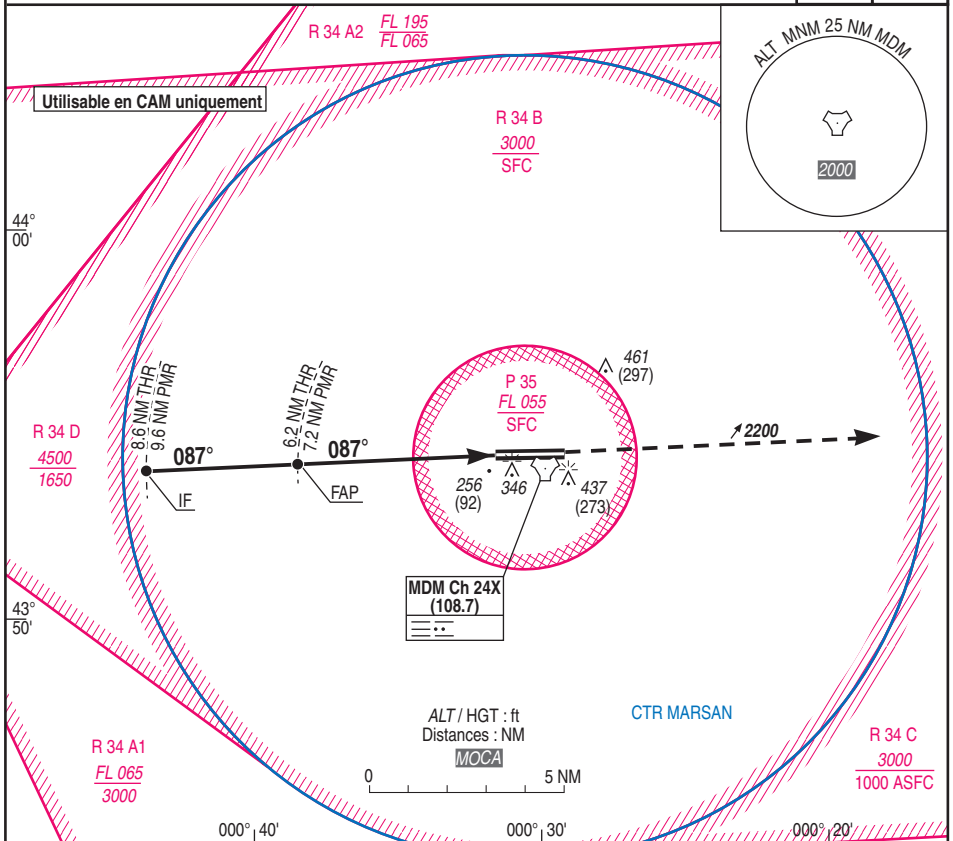 R 34 A2
FL 195
FL 065
ALT MNM 25 NM MDM
2000
Utilisable en CAM uniquement
R 34 B
3000
SFC
44°
00'
8.6 NM THR
9.6 NM PMR
6.2 NM THR
7.2 NM PMR
461
(297)
P 35
FL 055
SFC
R 34 D
4500
1650
087°
087°
2200
IF
FAP
256
(92)
346
437
(273)
MDM Ch 24X
(108.7)
43°
50'
ALT / HGT : ft
Distances : NM
MOCA
CTR MARSAN
R 34 A1
FL 065
3000
R 34 C
3000
1000 ASFC
0
5 NM
000° 40'
000° 30'
000° 20'